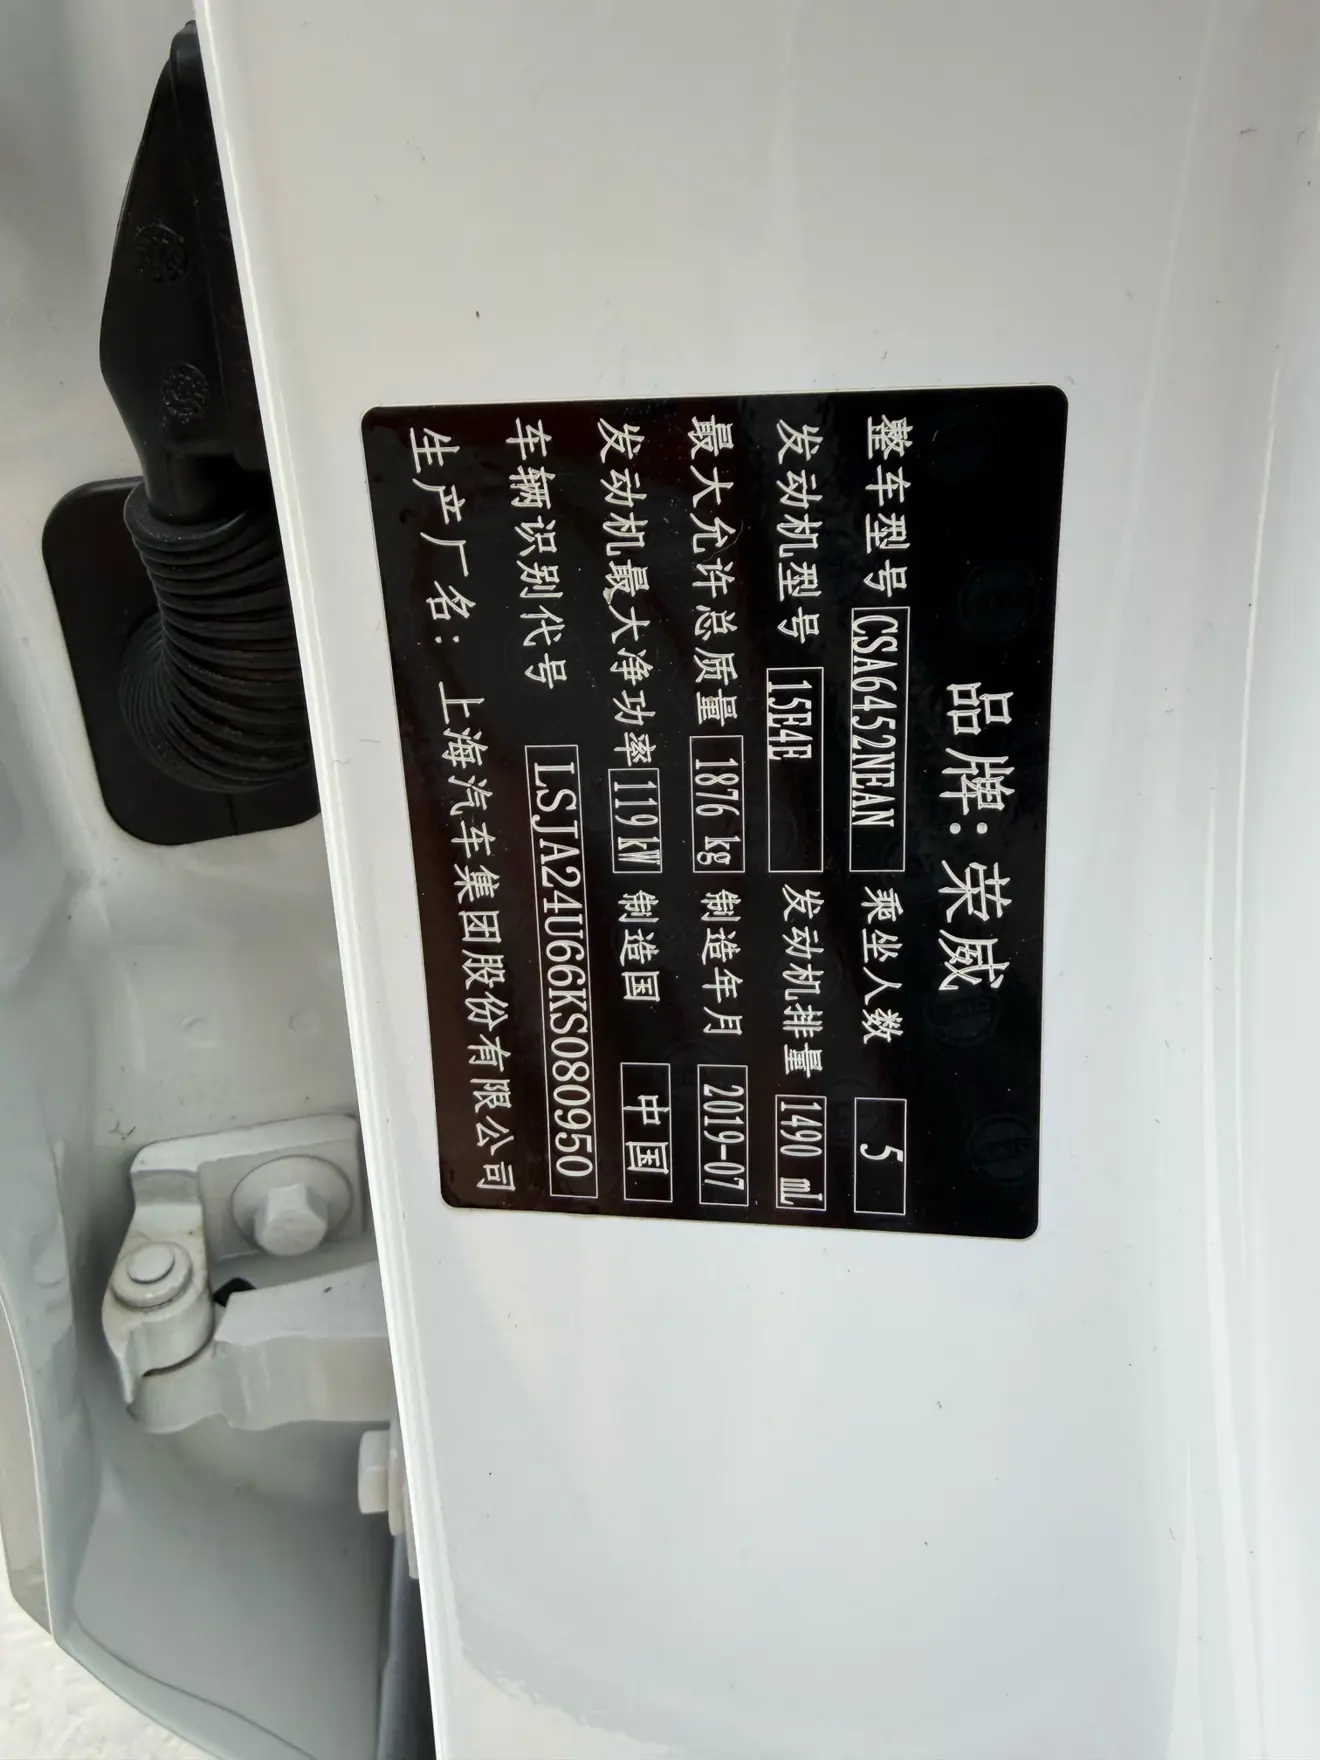 品牌：荣威
整车型号 CSA6452NEAN 乘坐人数 5
发动机型号 15E4E 发动机排量 1490 mL
最大允许总质量 1876 kg 制造年月 2019-07
发动机最大净功率 119 kW 制造国 中国
车辆识别代号 LSJA24U66KS080950
生产厂名：上海汽车集团股份有限公司